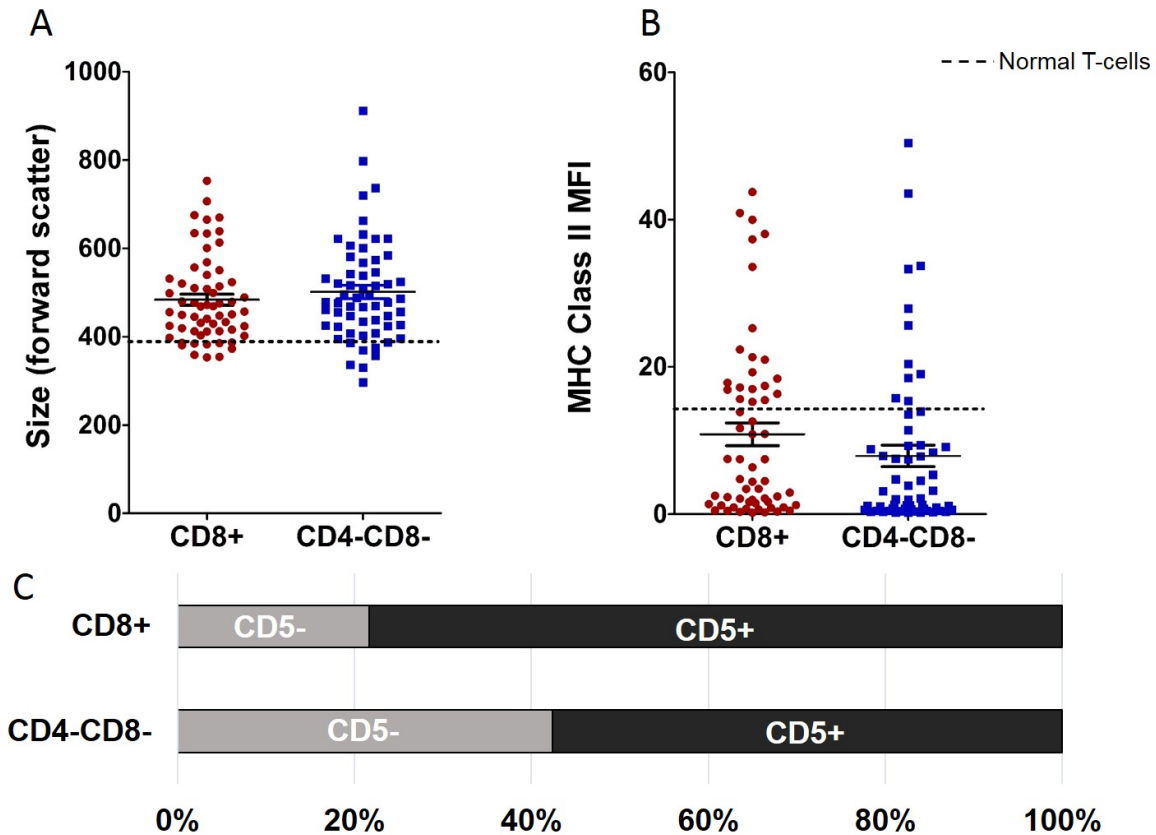 A
B
Normal T-cells
Size (forward scatter)
1000
800
600
400
200
0
CD8+
CD4-CD8-
MHC Class II MFI
60
40
20
0
CD8+
CD4-CD8-
C
CD8+
CD5-
CD5+
CD4-CD8-
CD5-
CD5+
0%
20%
40%
60%
80%
100%